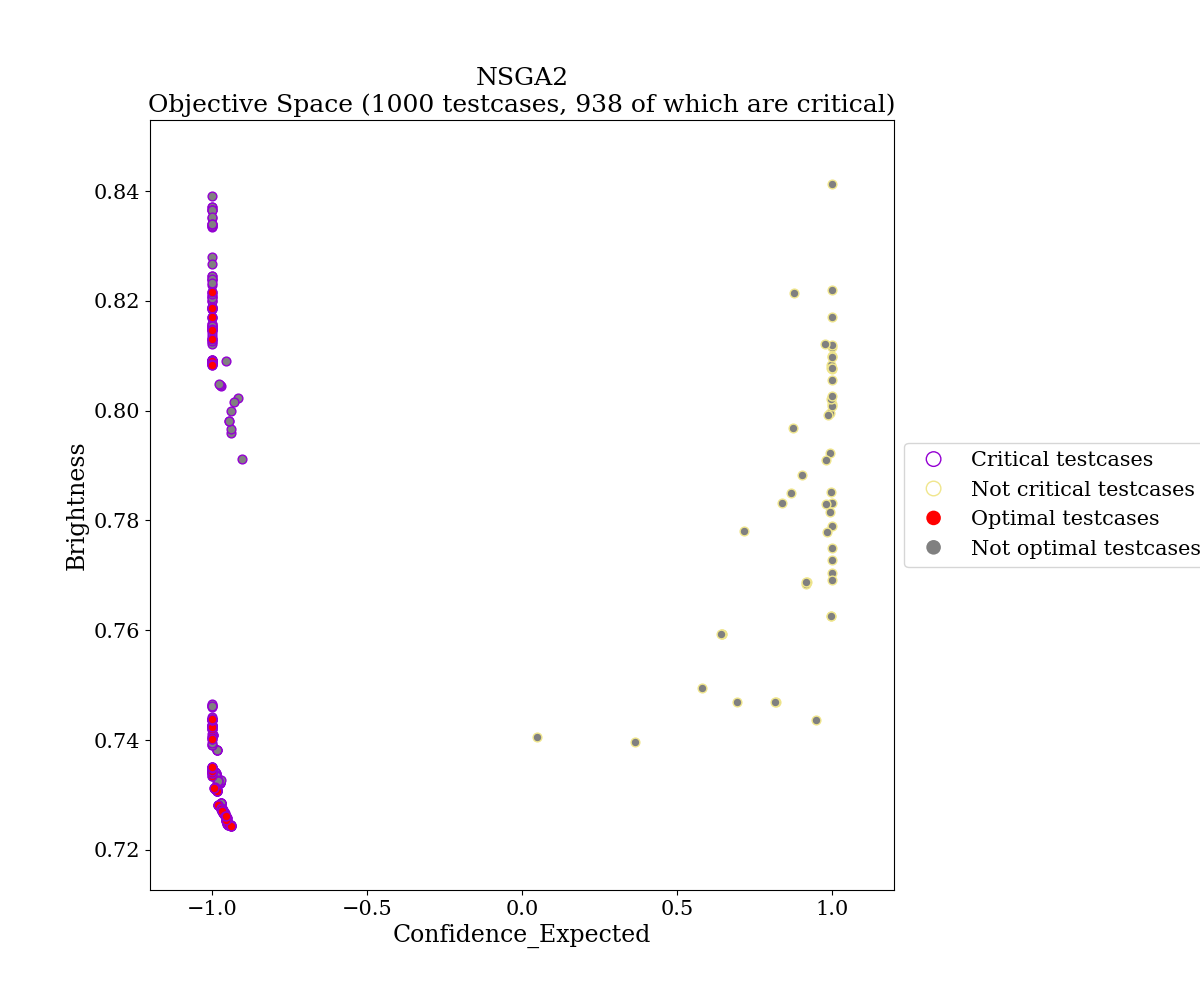 NSGA2
Objective Space (1000 testcases, 938 of which are critical)
0.84
0.82
0.80
0.78
0.76
0.74
0.72
Brightness
−1.0
−0.5
0.0
0.5
1.0
Confidence_Expected
Critical testcases
Not critical testcases
Optimal testcases
Not optimal testcases